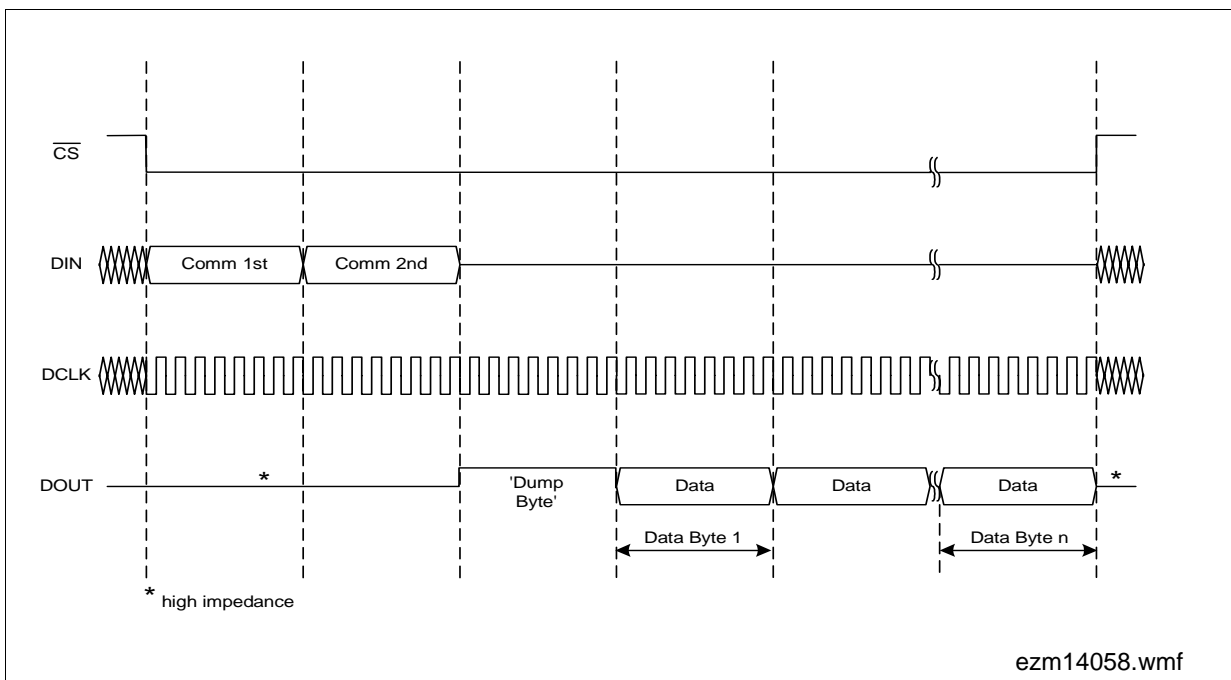 CS
DIN
Comm 1st
Comm 2nd
DCLK
DOUT
*
'Dump
Byte'
Data
Data
Data
*
Data Byte 1
Data Byte n
* high impedance
ezm14058.wmf